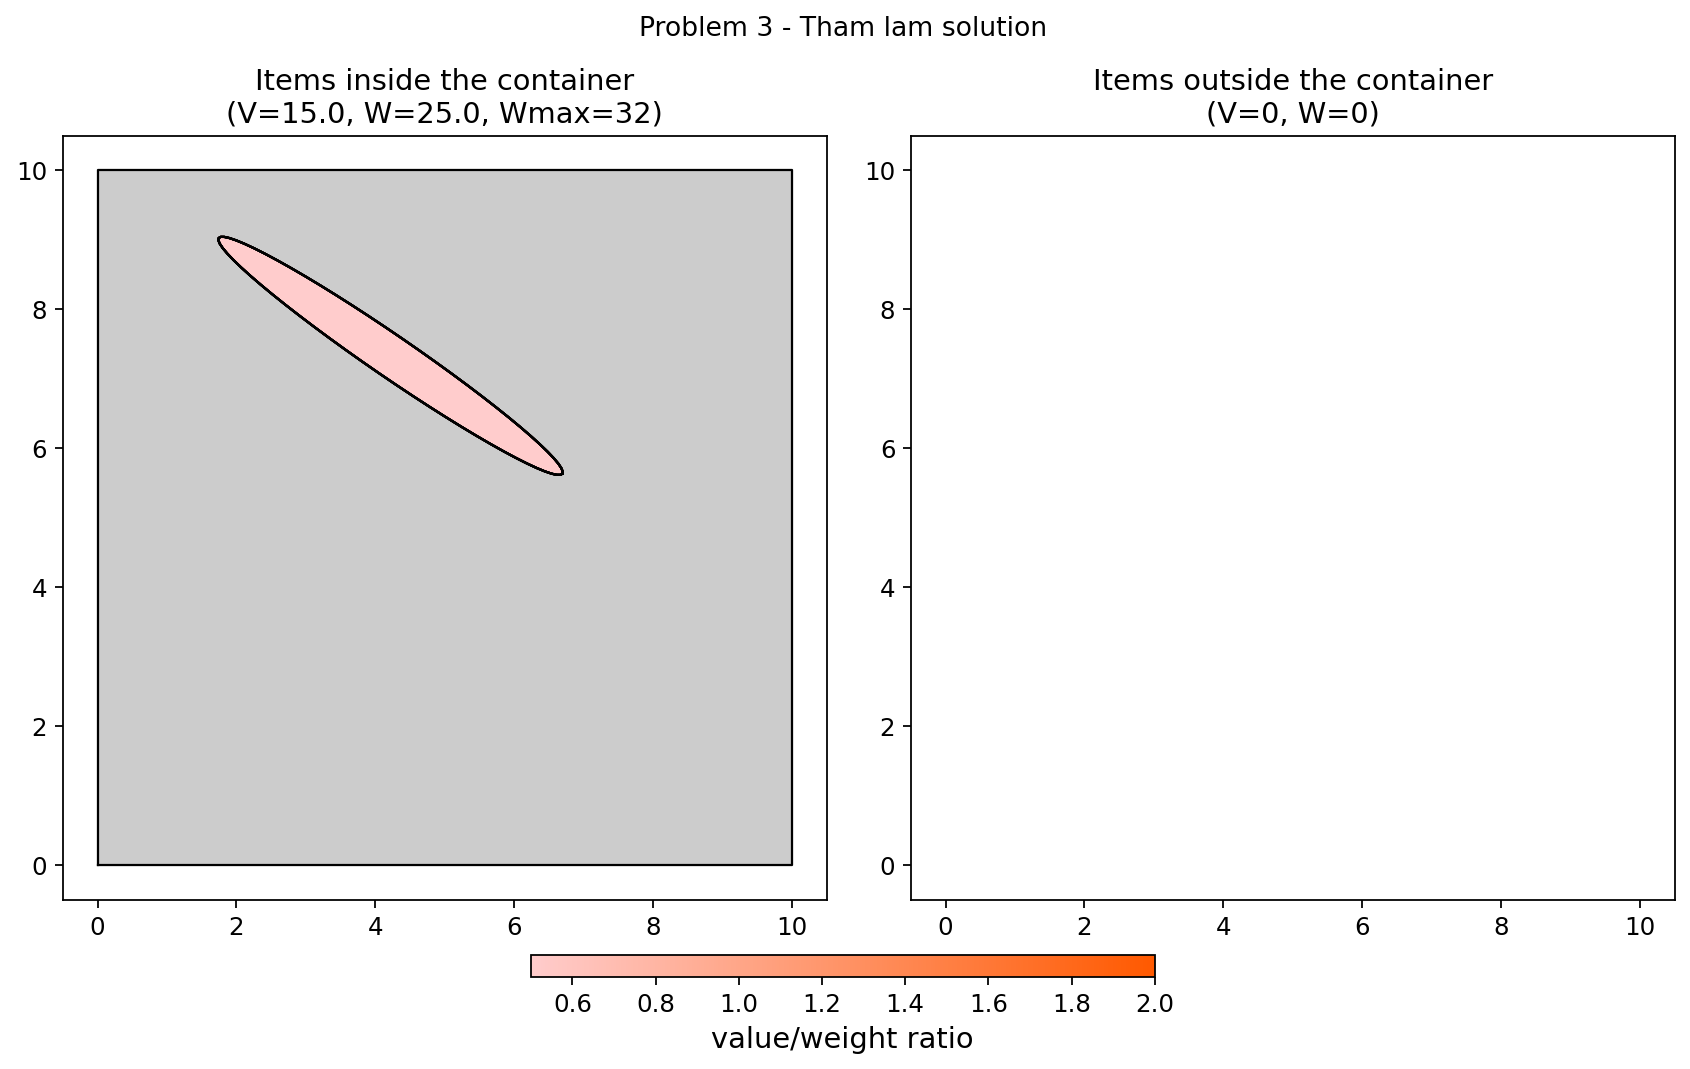 Problem 3 - Tham lam solution
Items inside the container
(V=15.0, W=25.0, Wmax=32)
10
8
6
4
2
0
0 2 4 6 8 10
Items outside the container
(V=0, W=0)
10
8
6
4
2
0
0 2 4 6 8 10
0.6 0.8 1.0 1.2 1.4 1.6 1.8 2.0
value/weight ratio